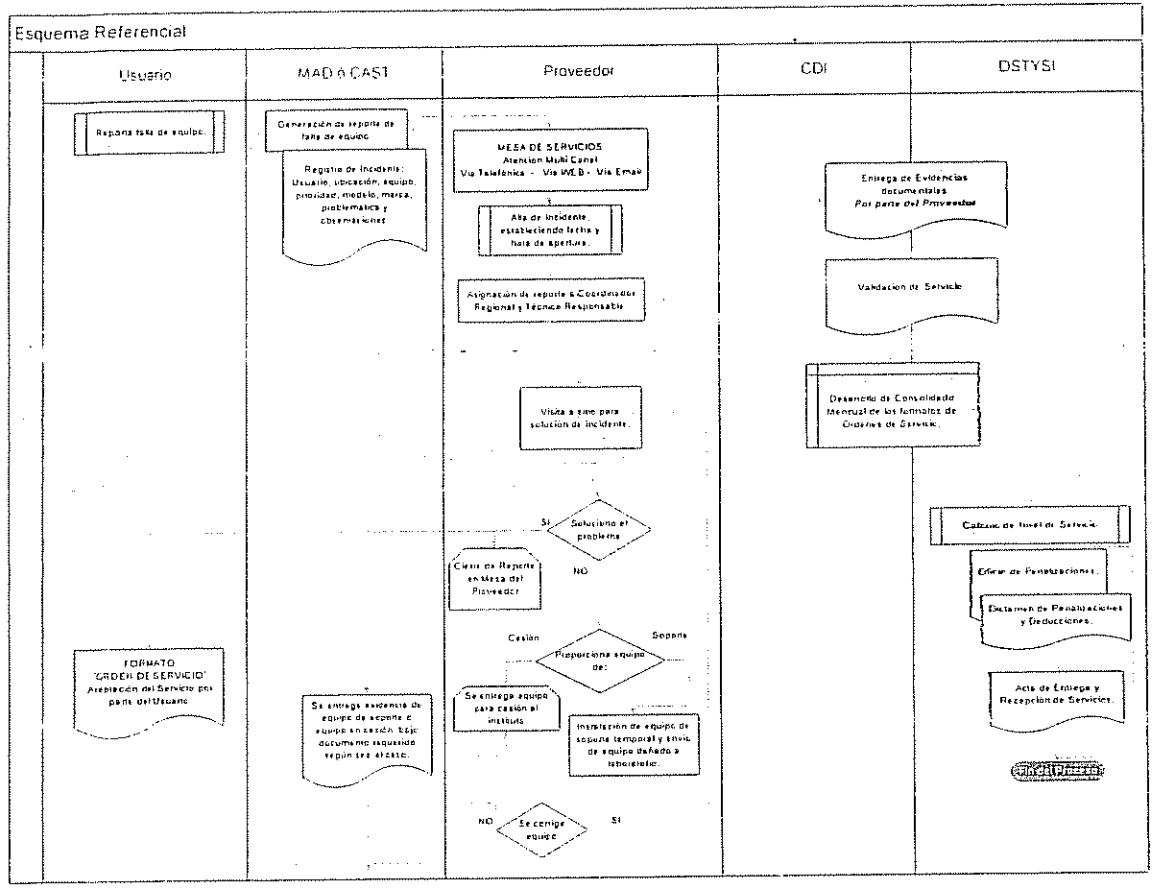 Esquema Referencial
Usuario
MAD ó CAST
Proveedor
CDI
DSTYSI
Reporta falla de equipo.
Generación de reporte de
falla de equipo
Registro de Incidente:
Usuario, ubicación, equipo,
prioridad, modelo, marca,
problemática y
observaciones
MESA DE SERVICIOS
Atención Multi Canal
Vía Telefónica - Vía WEB - Vía Email
Alta de Incidente,
estableciendo fecha y
hora de apertura.
Asignación de reporte a Coordinador
Regional y Técnico Responsable
Visita a sitio para
solución de Incidente.
Soluciono el
problema
SI
NO
Cierre de Reporte
en Mesa del
Proveedor
Cesión
Soporte
Proporciona equipo
de:
Se entrega equipo
para cesión al
instituto
Instalación de equipo de
soporte temporal y envío
de equipo dañado a
laboratorio.
NO
Se corrige
equipo
SI
FORMATO
"ORDEN DE SERVICIO"
Aceptación del Servicio por
parte del Usuario
Se entrega evidencia de
equipo de soporte o
equipo en cesión, bajo
documento requerido
según sea el caso.
Entrega de Evidencias
documentales
Por parte del Proveedor
Validación de Servicio
Desarrollo de Consolidado
Mensual de los formatos de
Ordenes de Servicio.
Calculo de Nivel de Servicio
Oficio de Penalizaciones.
Dictamen de Penalizaciones
y Deducciones.
Acta de Entrega y
Recepción de Servicios.
Fin del Proceso